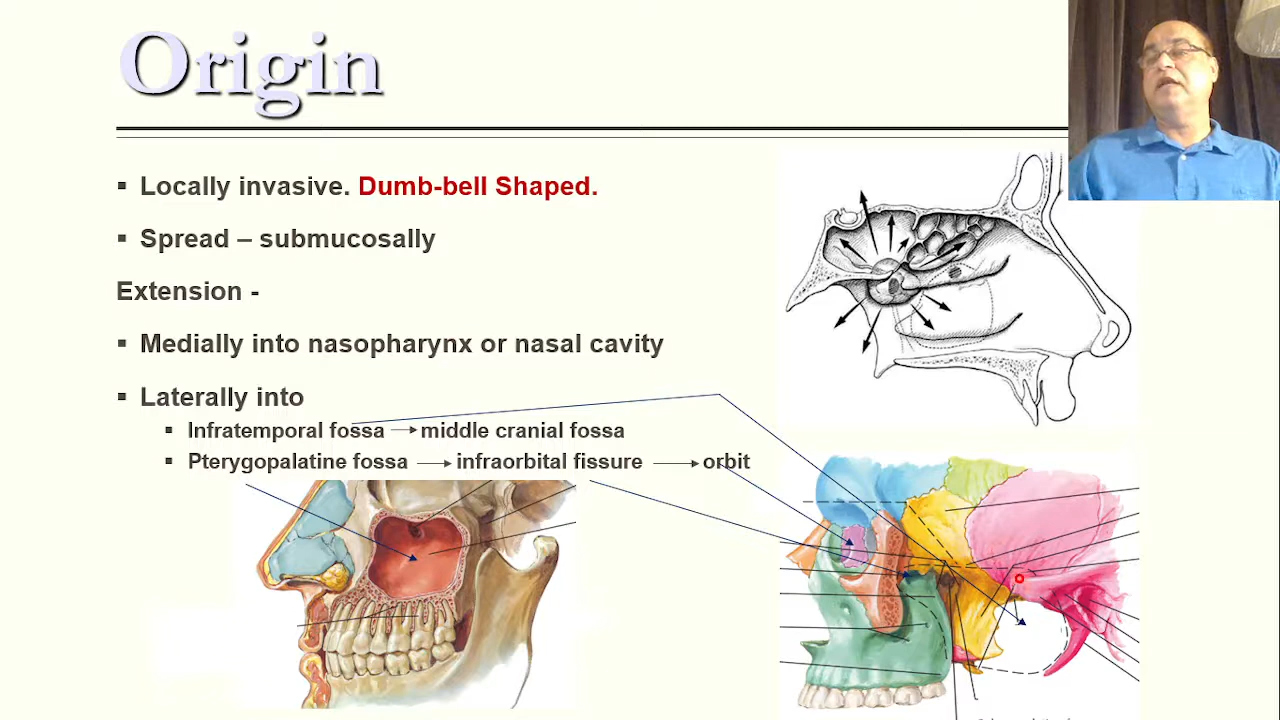 Origin
▪ Locally invasive. Dumb-bell Shaped.
▪ Spread – submucosally
Extension -
▪ Medially into nasopharynx or nasal cavity
▪ Laterally into
▪ Infratemporal fossa → middle cranial fossa
▪ Pterygopalatine fossa → infraorbital fissure → orbit